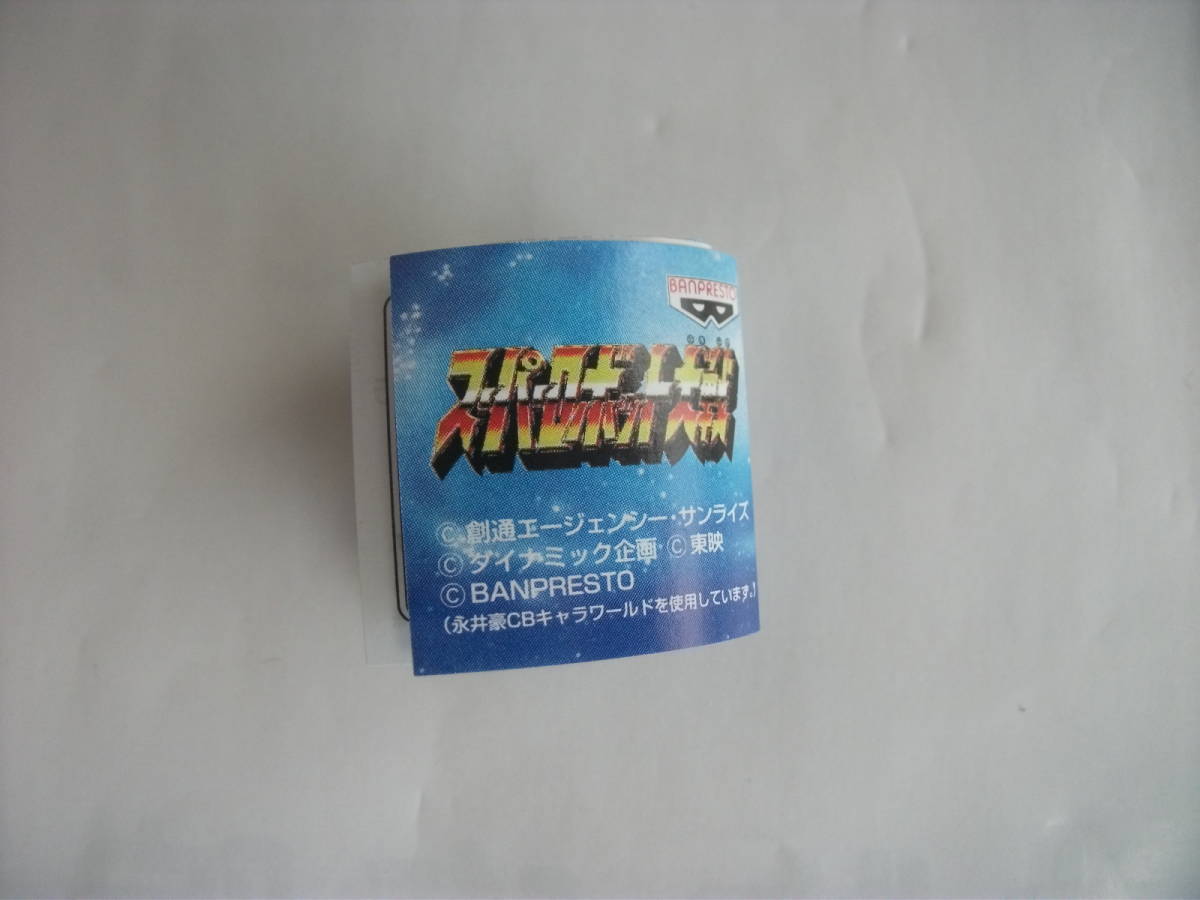 BANPRESTO
スーパーロボット大戦
© 創通エージェンシー・サンライズ
© ダイナミック企画 © 東映
© BANPRESTO
(永井豪CBキャラワールドを使用しています。)